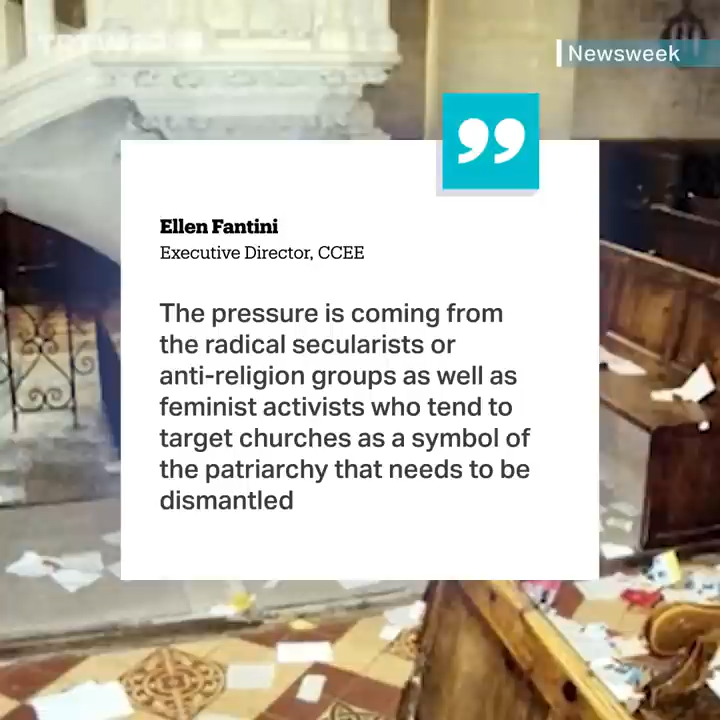 TRT WORLD
Newsweek
”
Ellen Fantini
Executive Director, CCEE
The pressure is coming from
the radical secularists or
anti-religion groups as well as
feminist activists who tend to
target churches as a symbol of
the patriarchy that needs to be
dismantled